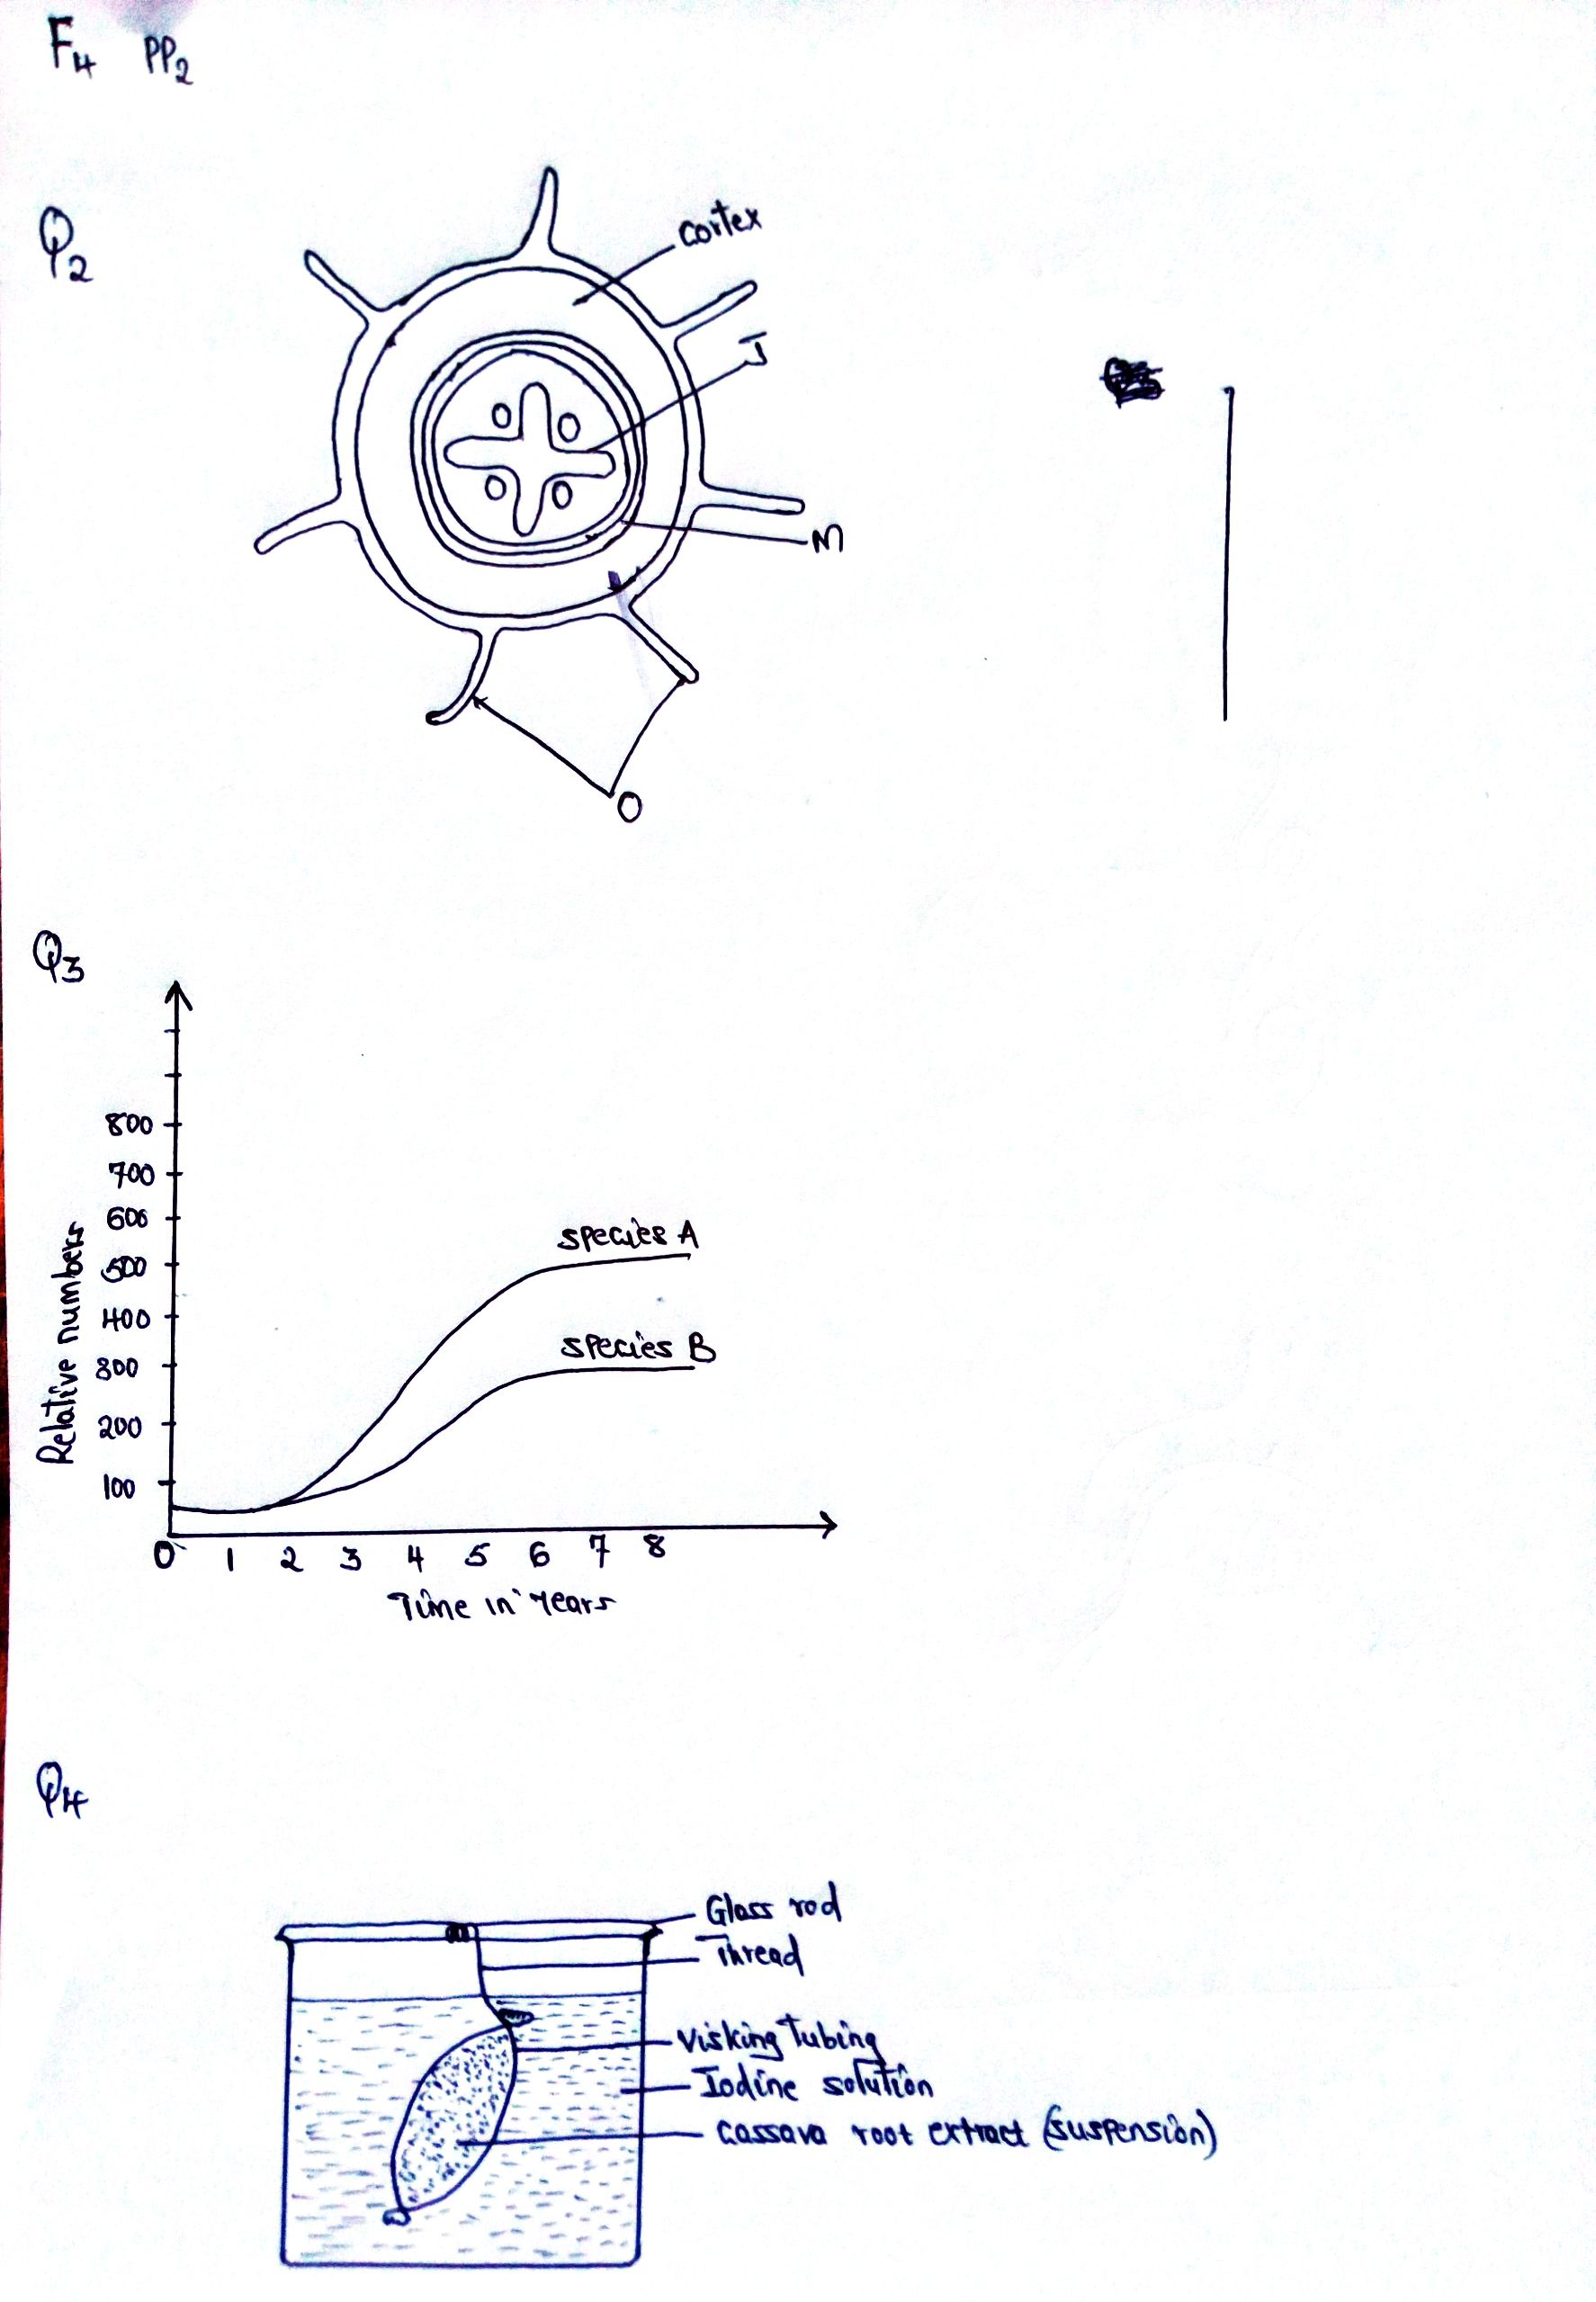 F4 PP2
Q2
cortex
J
M
O
Q3
800
700
600
500
400
300
200
100
Relative numbers
species A
species B
0 1 2 3 4 5 6 7 8
Time in Years
Q4
Glass rod
Thread
Visking Tubing
Iodine solution
cassava root extract (suspension)